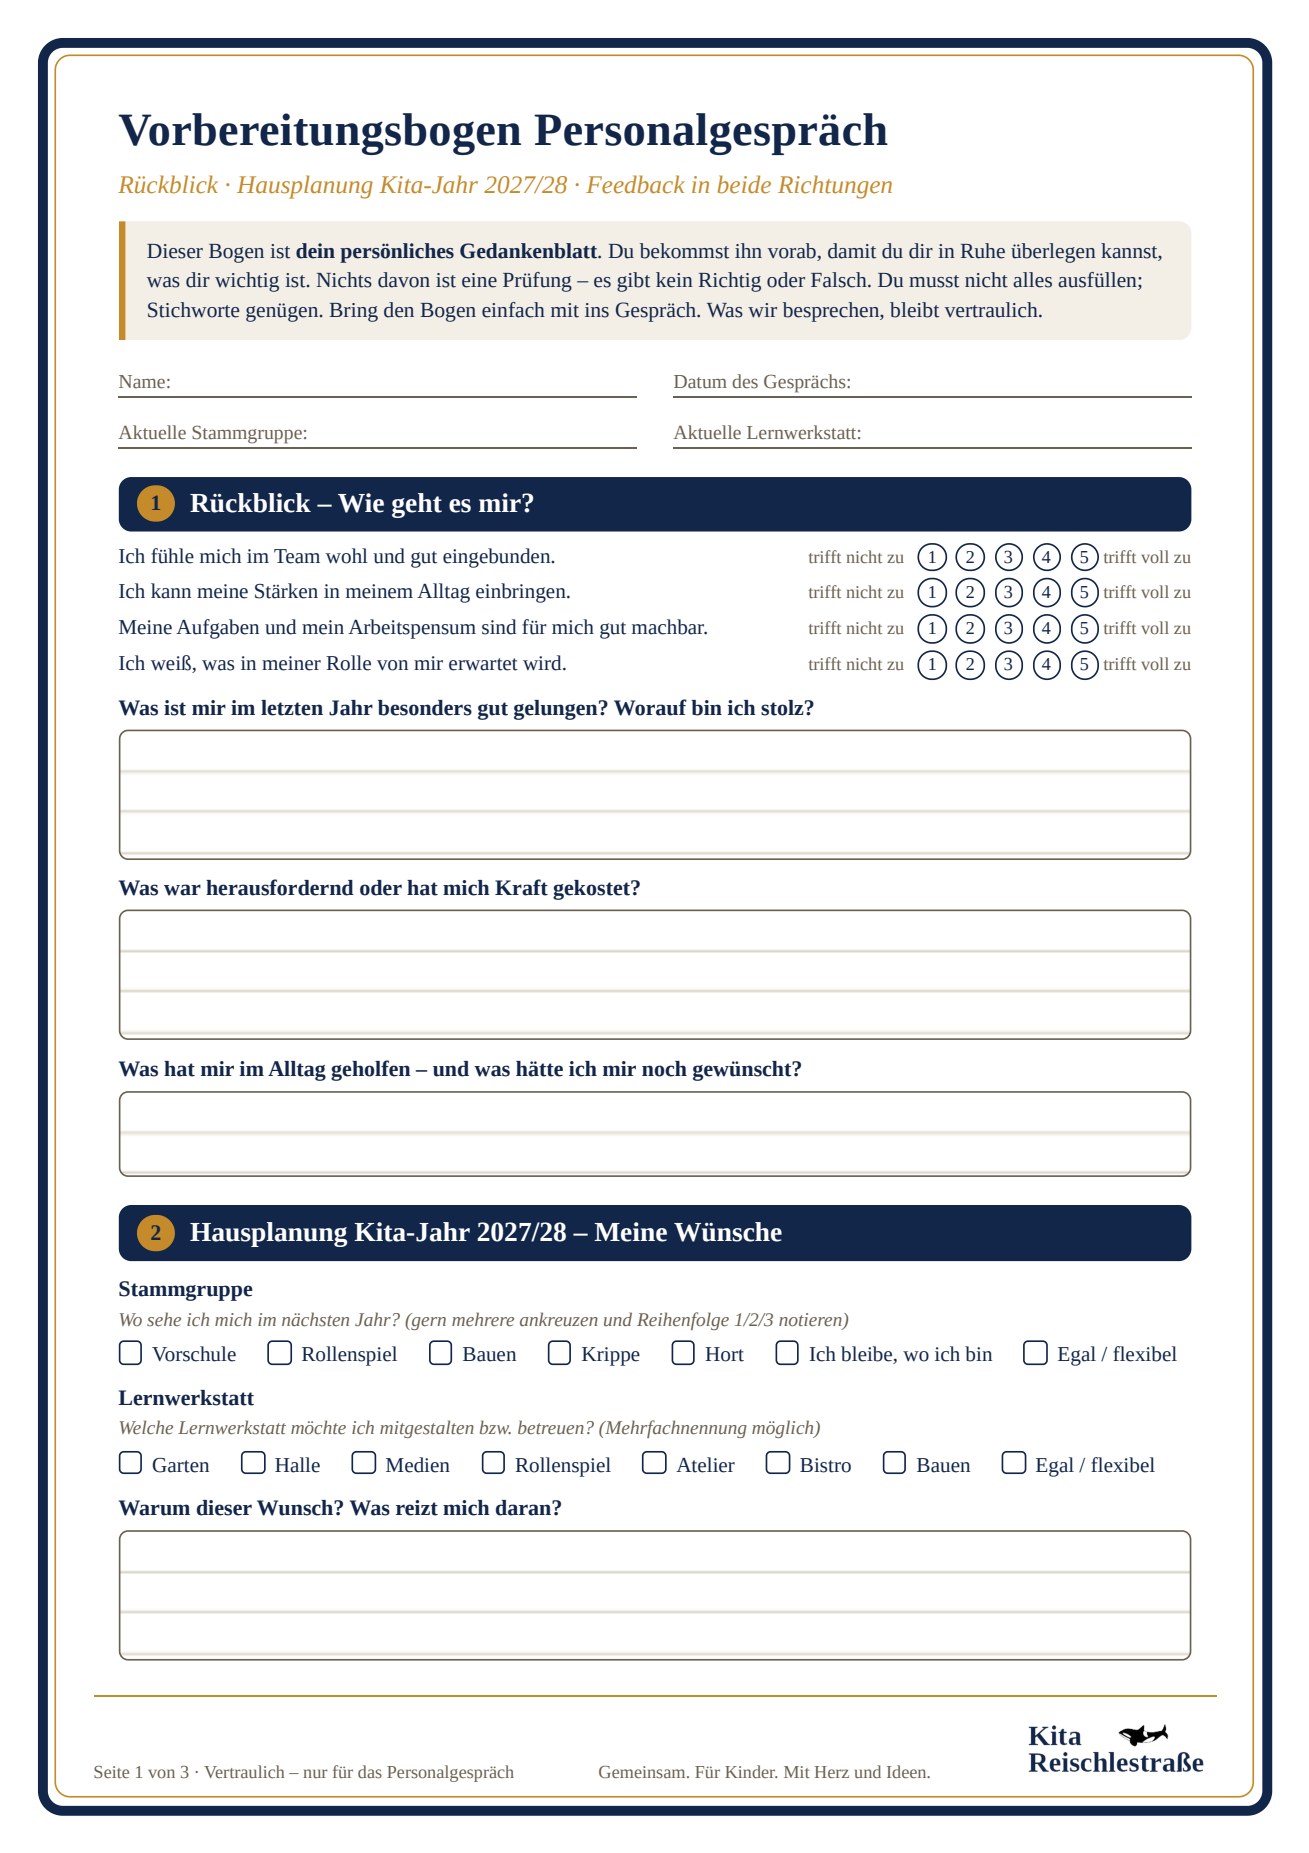 Vorbereitungsbogen Personalgespräch
Rückblick · Hausplanung Kita-Jahr 2027/28 · Feedback in beide Richtungen
Dieser Bogen ist dein persönliches Gedankenblatt. Du bekommst ihn vorab, damit du dir in Ruhe überlegen kannst,
was dir wichtig ist. Nichts davon ist eine Prüfung – es gibt kein Richtig oder Falsch. Du musst nicht alles ausfüllen;
Stichworte genügen. Bring den Bogen einfach mit ins Gespräch. Was wir besprechen, bleibt vertraulich.
Name: Datum des Gesprächs:
Aktuelle Stammgruppe: Aktuelle Lernwerkstatt:
1 Rückblick – Wie geht es mir?
Ich fühle mich im Team wohl und gut eingebunden. trifft nicht zu 1 2 3 4 5 trifft voll zu
Ich kann meine Stärken in meinem Alltag einbringen. trifft nicht zu 1 2 3 4 5 trifft voll zu
Meine Aufgaben und mein Arbeitspensum sind für mich gut machbar. trifft nicht zu 1 2 3 4 5 trifft voll zu
Ich weiß, was in meiner Rolle von mir erwartet wird. trifft nicht zu 1 2 3 4 5 trifft voll zu
Was ist mir im letzten Jahr besonders gut gelungen? Worauf bin ich stolz?
Was war herausfordernd oder hat mich Kraft gekostet?
Was hat mir im Alltag geholfen – und was hätte ich mir noch gewünscht?
2 Hausplanung Kita-Jahr 2027/28 – Meine Wünsche
Stammgruppe
Wo sehe ich mich im nächsten Jahr? (gern mehrere ankreuzen und Reihenfolge 1/2/3 notieren)
Vorschule Rollenspiel Bauen Krippe Hort Ich bleibe, wo ich bin Egal / flexibel
Lernwerkstatt
Welche Lernwerkstatt möchte ich mitgestalten bzw. betreuen? (Mehrfachnennung möglich)
Garten Halle Medien Rollenspiel Atelier Bistro Bauen Egal / flexibel
Warum dieser Wunsch? Was reizt mich daran?
Seite 1 von 3 · Vertraulich – nur für das Personalgespräch
Gemeinsam. Für Kinder. Mit Herz und Ideen.
Kita
Reischlestraße